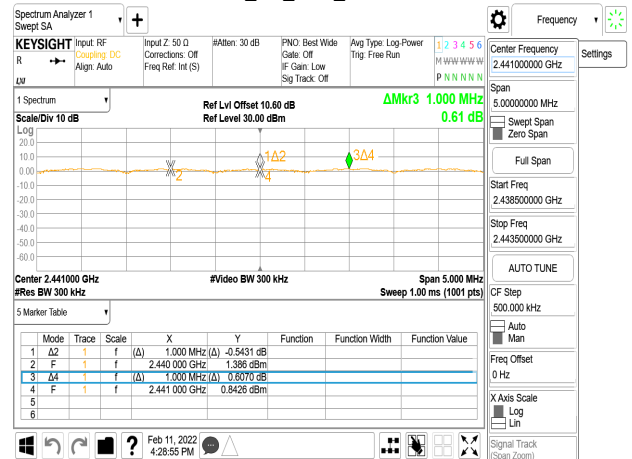 Spectrum Analyzer 1
Swept SA
Frequency
KEYSIGHT
Input: RF
Coupling: DC
Align: Auto
Input Z: 50 Ω
Corrections: Off
Freq Ref: Int (S)
#Atten: 30 dB
PNO: Best Wide
Gate: Off
IF Gain: Low
Sig Track: Off
Avg Type: Log-Power
Trig: Free Run
1 2 3 4 5 6
M W W W W W
P N N N N N
R
LXI
Center Frequency
2.441000000 GHz
Settings
Span
5.00000000 MHz
Swept Span
Zero Span
Full Span
Start Freq
2.438500000 GHz
Stop Freq
2.443500000 GHz
AUTO TUNE
CF Step
500.000 kHz
Auto
Man
Freq Offset
0 Hz
X Axis Scale
Log
Lin
Signal Track
(Span Zoom)
1 Spectrum
Scale/Div 10 dB
Ref Lvl Offset 10.60 dB
Ref Level 30.00 dBm
ΔMkr3 1.000 MHz
0.61 dB
Log
20.0
10.0
0.00
-10.0
-20.0
-30.0
-40.0
-50.0
-60.0
2
1Δ2
4
3Δ4
Center 2.441000 GHz
#Video BW 300 kHz
Span 5.000 MHz
#Res BW 300 kHz
Sweep 1.00 ms (1001 pts)
5 Marker Table
Mode Trace Scale X Y Function Function Width Function Value
1 Δ2 1 f (Δ) 1.000 MHz (Δ) -0.5431 dB
2 F 1 f 2.440 000 GHz 1.386 dBm
3 Δ4 1 f (Δ) 1.000 MHz (Δ) 0.6070 dB
4 F 1 f 2.441 000 GHz 0.8426 dBm
5
6
?
Feb 11, 2022
4:28:55 PM